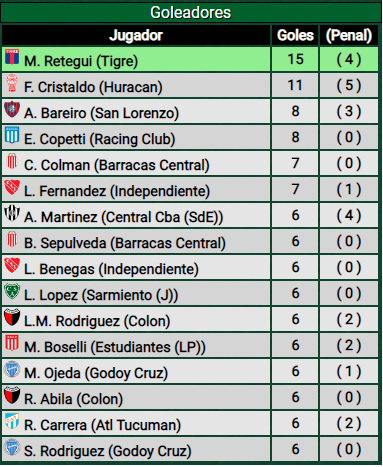 Goleadores
Jugador Goles (Penal)
M. Retegui (Tigre) 15 ( 4 )
F. Cristaldo (Huracan) 11 ( 5 )
A. Bareiro (San Lorenzo) 8 ( 3 )
E. Copetti (Racing Club) 8 ( 0 )
C. Colman (Barracas Central) 7 ( 0 )
L. Fernandez (Independiente) 7 ( 1 )
A. Martinez (Central Cba (SdE)) 6 ( 4 )
B. Sepulveda (Barracas Central) 6 ( 0 )
L. Benegas (Independiente) 6 ( 0 )
L. Lopez (Sarmiento (J)) 6 ( 0 )
L.M. Rodriguez (Colon) 6 ( 2 )
M. Boselli (Estudiantes (LP)) 6 ( 2 )
M. Ojeda (Godoy Cruz) 6 ( 1 )
R. Abila (Colon) 6 ( 0 )
R. Carrera (Atl Tucuman) 6 ( 2 )
S. Rodriguez (Godoy Cruz) 6 ( 0 )